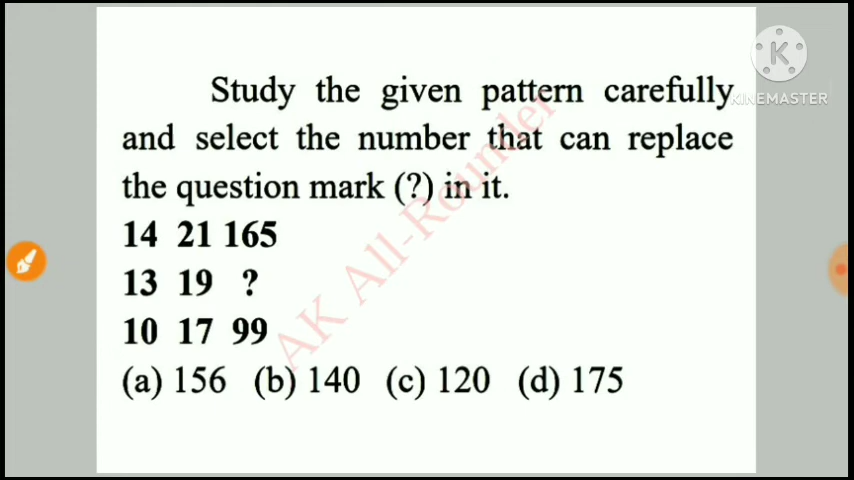 Study the given pattern carefully
and select the number that can replace
the question mark (?) in it.
14 21 165
13 19 ?
10 17 99
(a) 156 (b) 140 (c) 120 (d) 175
AK All-Rounder
K
KINEMASTER